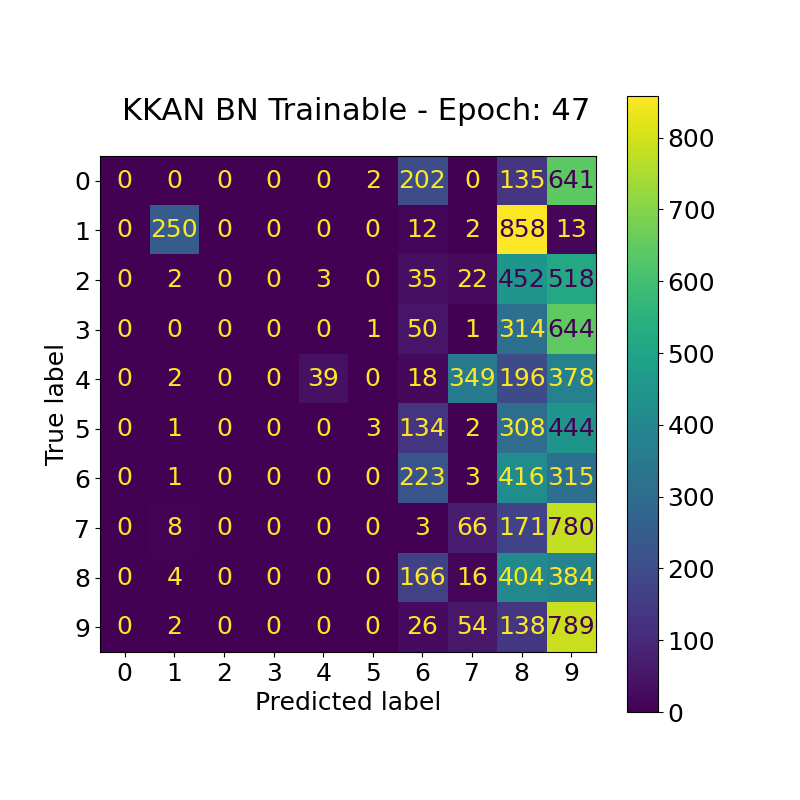 KKAN BN Trainable - Epoch: 47
0 0 0 0 0 0 2 202 0 135 641
1 0 250 0 0 0 0 12 2 858 13
2 0 2 0 0 3 0 35 22 452 518
3 0 0 0 0 0 1 50 1 314 644
4 0 2 0 0 39 0 18 349 196 378
5 0 1 0 0 0 3 134 2 308 444
6 0 1 0 0 0 0 223 3 416 315
7 0 8 0 0 0 0 3 66 171 780
8 0 4 0 0 0 0 166 16 404 384
9 0 2 0 0 0 0 26 54 138 789
0 1 2 3 4 5 6 7 8 9
Predicted label
True label
800
700
600
500
400
300
200
100
0